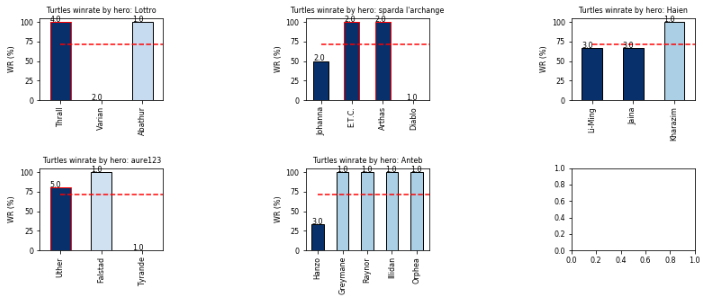 Turtles winrate by hero: Lottro
WR (%)
100
75
50
25
0
4.0
2.0
1.0
Thrall
Varian
Abathur
Turtles winrate by hero: sparda l'archange
WR (%)
100
75
50
25
0
2.0
2.0
2.0
1.0
Johanna
E.T.C.
Arthas
Diablo
Turtles winrate by hero: Haien
WR (%)
100
75
50
25
0
3.0
3.0
1.0
Li-Ming
Jaina
Kharazim
Turtles winrate by hero: aure123
WR (%)
100
75
50
25
0
5.0
1.0
1.0
Uther
Falstad
Tyrande
Turtles winrate by hero: Anteb
WR (%)
100
75
50
25
0
3.0
1.0
1.0
1.0
1.0
Hanzo
Greymane
Raynor
Illidan
Orphea
1.0
0.8
0.6
0.4
0.2
0.0
0.0 0.2 0.4 0.6 0.8 1.0